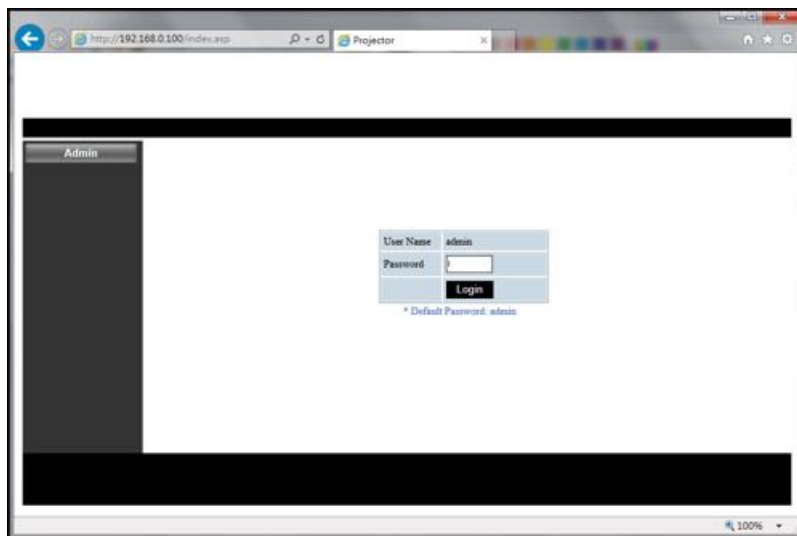 http://192.168.0.100/index.asp
Projector
Admin
User Name admin
Password
Login
* Default Password: admin
100%